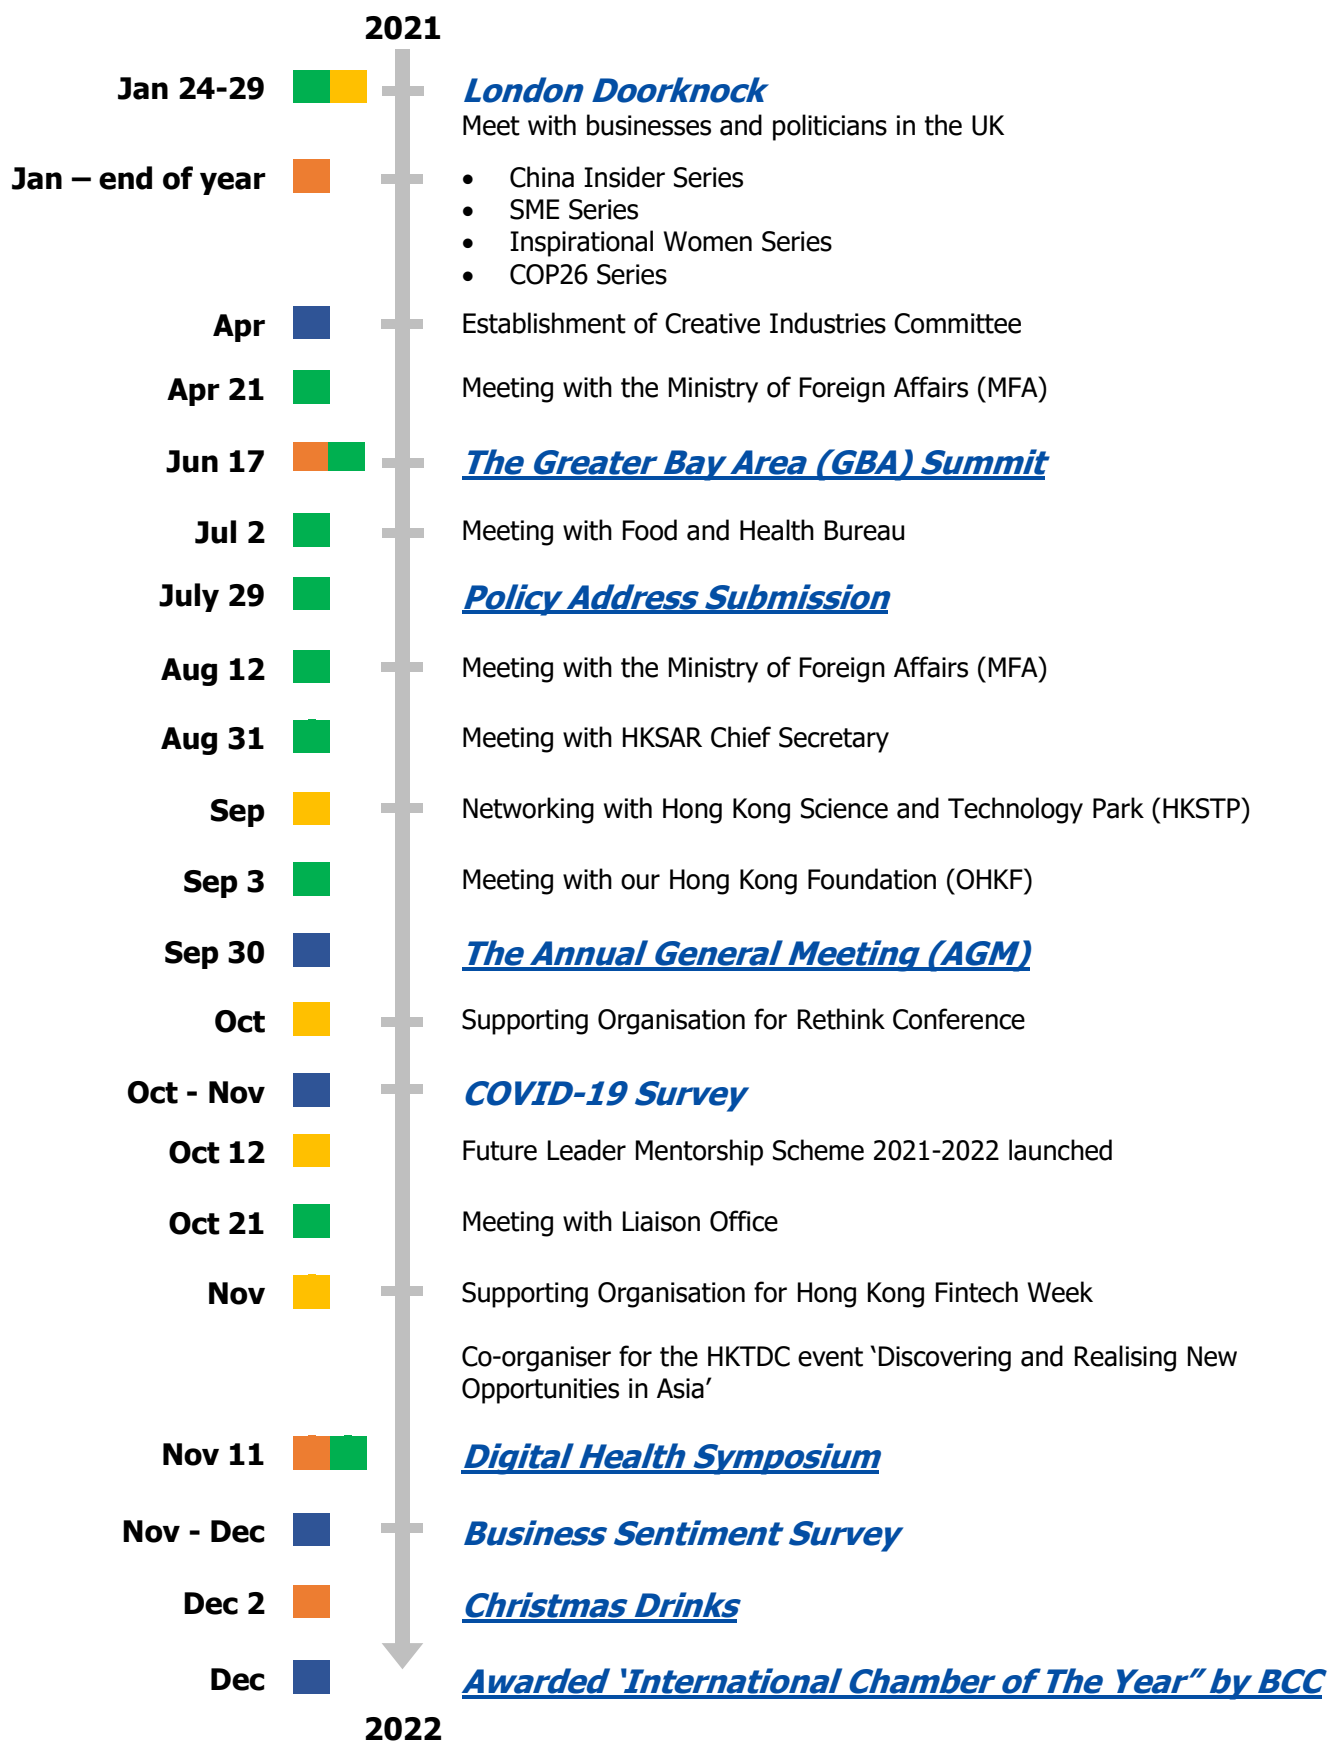 2021
Jan 24-29
London Doorknock
Meet with businesses and politicians in the UK
Jan – end of year
• China Insider Series
• SME Series
• Inspirational Women Series
• COP26 Series
Apr
Establishment of Creative Industries Committee
Apr 21
Meeting with the Ministry of Foreign Affairs (MFA)
Jun 17
The Greater Bay Area (GBA) Summit
Jul 2
Meeting with Food and Health Bureau
July 29
Policy Address Submission
Aug 12
Meeting with the Ministry of Foreign Affairs (MFA)
Aug 31
Meeting with HKSAR Chief Secretary
Sep
Networking with Hong Kong Science and Technology Park (HKSTP)
Sep 3
Meeting with our Hong Kong Foundation (OHKF)
Sep 30
The Annual General Meeting (AGM)
Oct
Supporting Organisation for Rethink Conference
Oct - Nov
COVID-19 Survey
Oct 12
Future Leader Mentorship Scheme 2021-2022 launched
Oct 21
Meeting with Liaison Office
Nov
Supporting Organisation for Hong Kong Fintech Week
Co-organiser for the HKTDC event ‘Discovering and Realising New
Opportunities in Asia’
Nov 11
Digital Health Symposium
Nov - Dec
Business Sentiment Survey
Dec 2
Christmas Drinks
Dec
Awarded ‘International Chamber of The Year” by BCC
2022